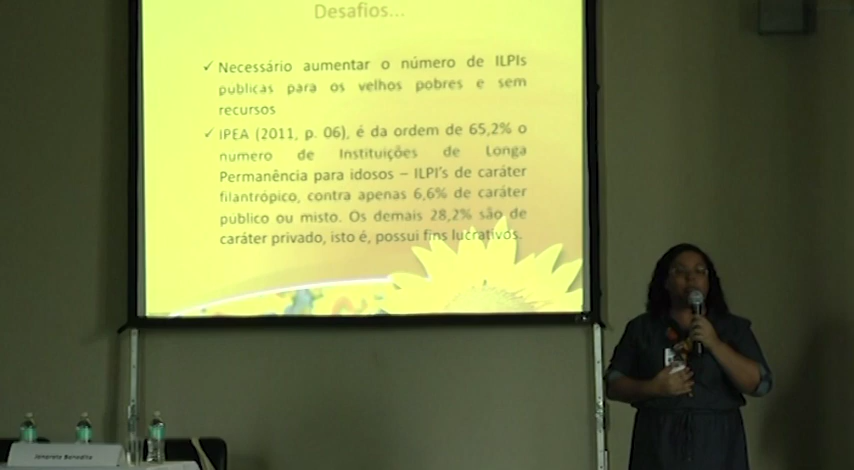 Desafios...
✓ Necessário aumentar o número de ILPIs
públicas para os velhos pobres e sem
recursos
✓ IPEA (2011, p. 06), é da ordem de 65,2% o
numero de Instituições de Longa
Permanência para idosos – ILPI's de caráter
filantrópico, contra apenas 6,6% de caráter
público ou misto. Os demais 28,2% são de
caráter privado, isto é, possui fins lucrativos.